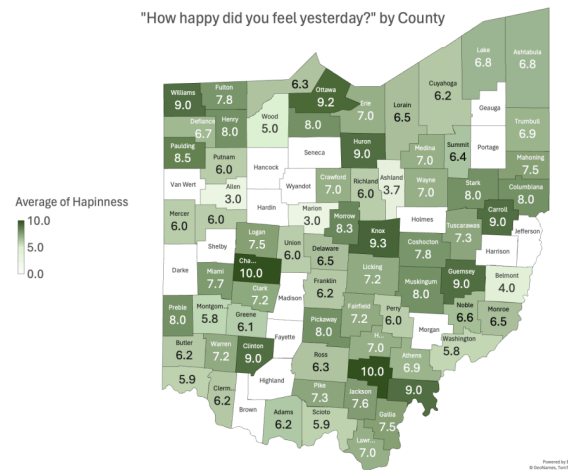 "How happy did you feel yesterday?" by County
Average of Hapinness
10.0
5.0
0.0
Williams
9.0
Fulton
7.8
6.3
Ottawa
9.2
Lake
6.8
Ashtabula
6.8
Defiance
6.7
Henry
8.0
Wood
5.0
8.0
Erie
7.0
Lorain
6.5
Cuyahoga
6.2
Geauga
Trumbull
6.9
Paulding
8.5
Putnam
6.0
Hancock
Seneca
Huron
9.0
Medina
7.0
Summit
6.4
Portage
Mahoning
7.5
Van Wert
Allen
3.0
Wyandot
Crawford
7.0
Richland
6.0
Ashland
3.7
Wayne
7.0
Stark
8.0
Columbiana
8.0
Mercer
6.0
6.0
Hardin
Marion
3.0
Morrow
8.3
Holmes
Carroll
9.0
Jefferson
Shelby
Logan
7.5
Union
6.0
Delaware
6.5
Knox
9.3
Coshocton
7.8
Tuscarawas
7.3
Harrison
Darke
Miami
7.7
Cha...
10.0
Clark
7.2
Madison
Franklin
6.2
Licking
7.2
Muskingum
8.0
Guernsey
9.0
Belmont
4.0
Preble
8.0
Montgom...
5.8
Greene
6.1
Fayette
Pickaway
8.0
Fairfield
7.2
Perry
6.0
Morgan
Noble
6.6
Monroe
6.5
Butler
6.2
Warren
7.2
Clinton
9.0
Ross
6.3
H...
7.0
Athens
6.9
Washington
5.8
5.9
Clerm...
6.2
Brown
Highland
Adams
6.2
Pike
7.3
Scioto
5.9
10.0
Jackson
7.6
Gallia
7.5
9.0
Lawr...
7.0
Powered by
© GeoNames, Tom